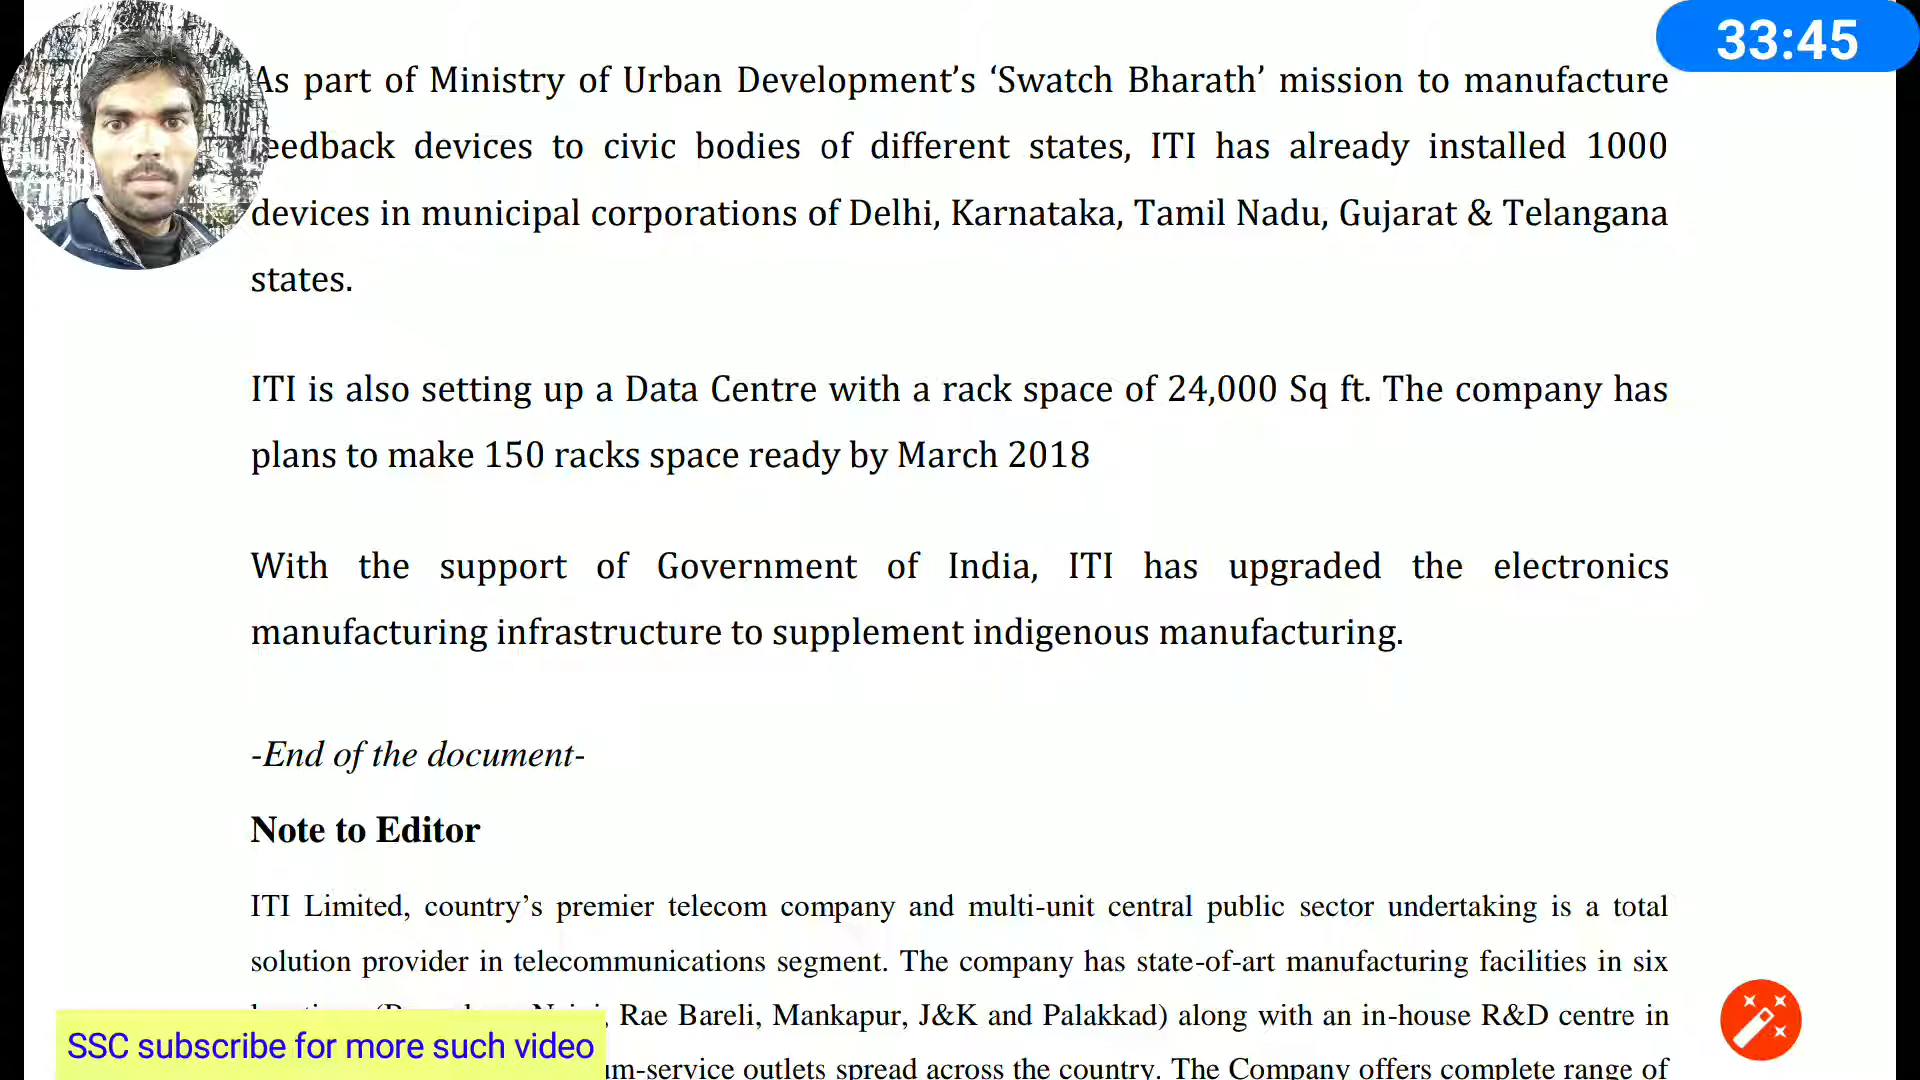 33:45
As part of Ministry of Urban Development’s ‘Swatch Bharath’ mission to manufacture
eedback devices to civic bodies of different states, ITI has already installed 1000
devices in municipal corporations of Delhi, Karnataka, Tamil Nadu, Gujarat & Telangana
states.
ITI is also setting up a Data Centre with a rack space of 24,000 Sq ft. The company has
plans to make 150 racks space ready by March 2018
With the support of Government of India, ITI has upgraded the electronics
manufacturing infrastructure to supplement indigenous manufacturing.
-End of the document-
Note to Editor
ITI Limited, country’s premier telecom company and multi-unit central public sector undertaking is a total
solution provider in telecommunications segment. The company has state-of-art manufacturing facilities in six
, Rae Bareli, Mankapur, J&K and Palakkad) along with an in-house R&D centre in
um-service outlets spread across the country. The Company offers complete range of
SSC subscribe for more such video